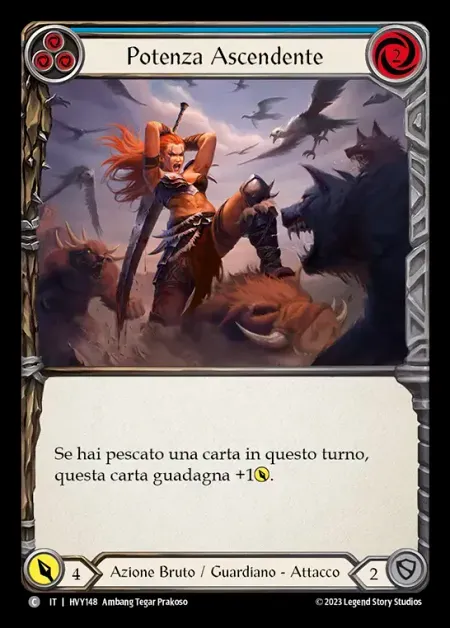 Potenza Ascendente
2
Se hai pescato una carta in questo turno,
questa carta guadagna +1.
4
Azione Bruto / Guardiano - Attacco
2
C IT | HVY148 Ambang Tegar Prakoso
© 2023 Legend Story Studios